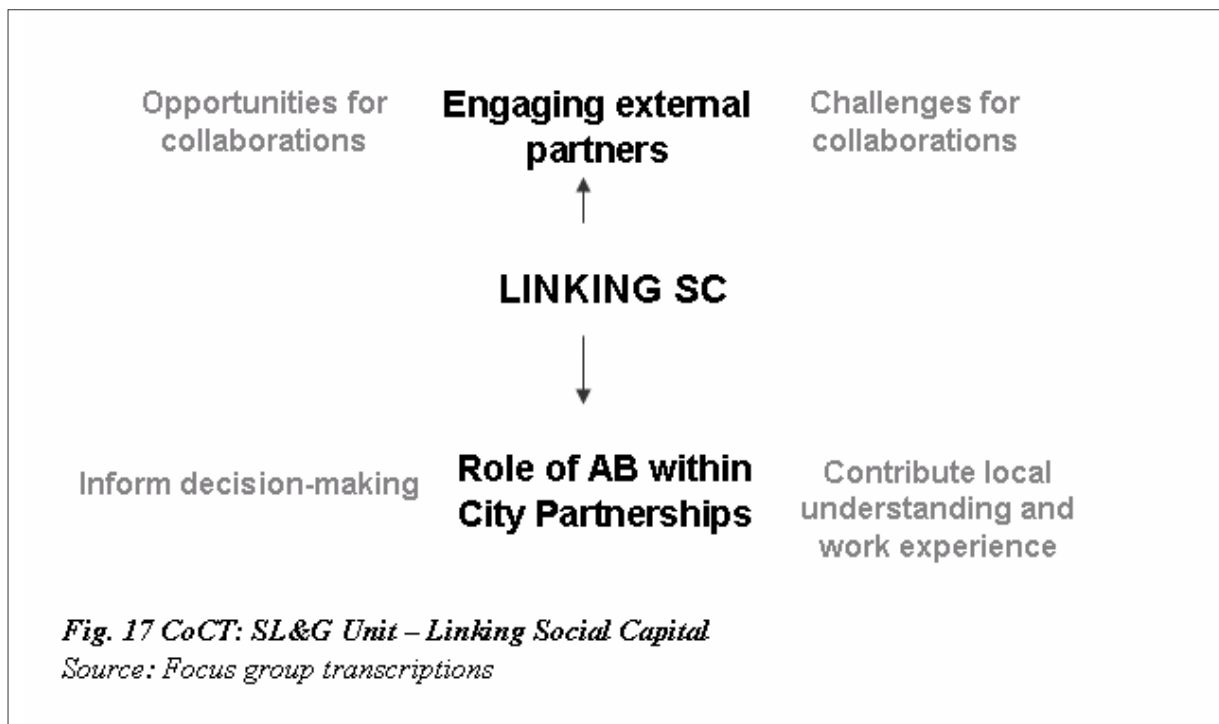 Opportunities for
collaborations
Engaging external
partners
Challenges for
collaborations
LINKING SC
Inform decision-making
Role of AB within
City Partnerships
Contribute local
understanding and
work experience
Fig. 17 CoCT: SL&G Unit – Linking Social Capital
Source: Focus group transcriptions